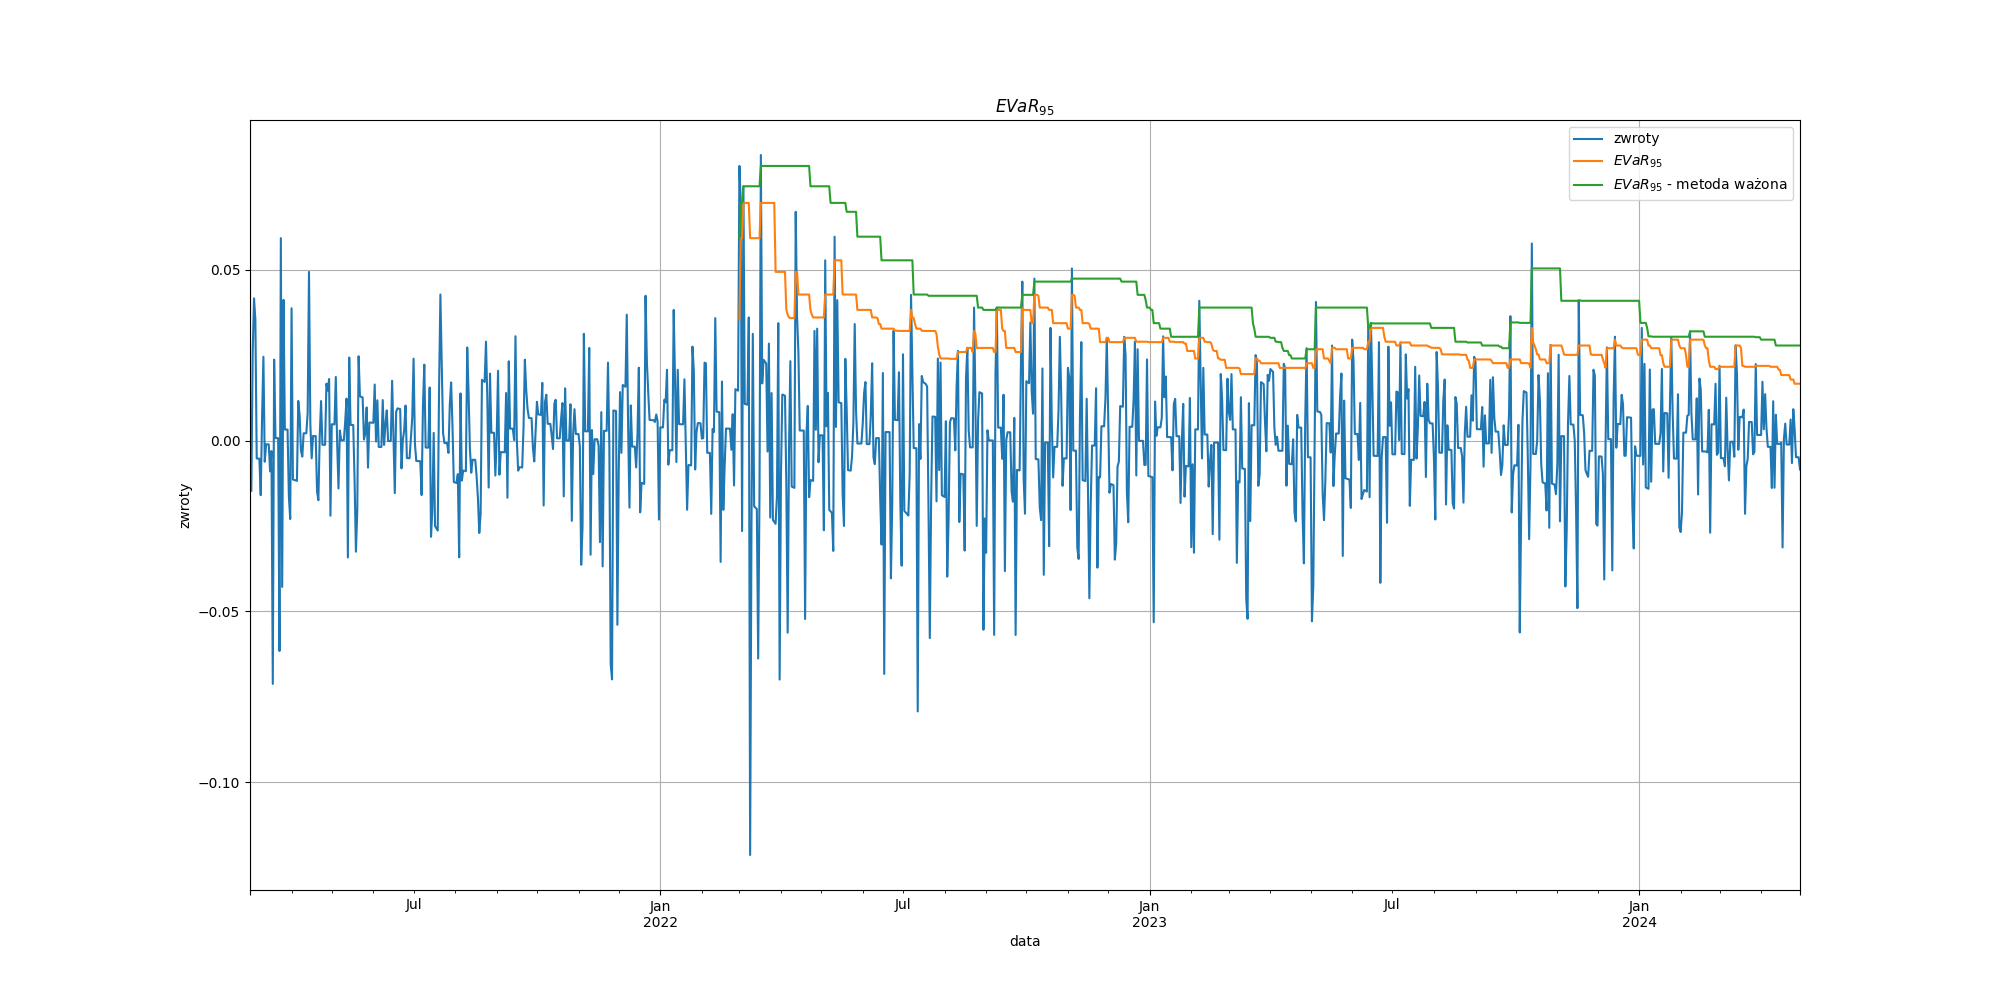 EVaR₉₅
zwroty
EVaR₉₅
EVaR₉₅ - metoda ważona
0.05
0.00
−0.05
−0.10
zwroty
Jul
Jan
2022
Jul
Jan
2023
Jul
Jan
2024
data